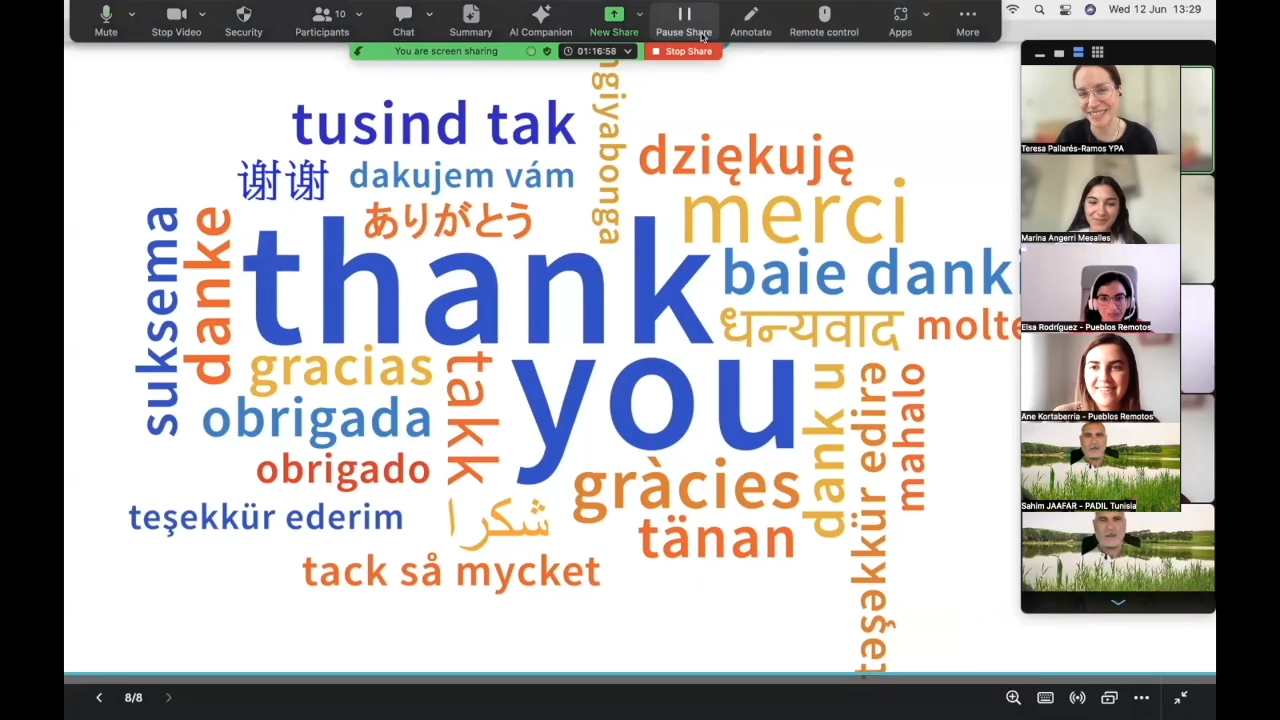 Wed 12 Jun 13:29
10
Mute
Stop Video
Security
Participants
Chat
Summary
AI Companion
New Share
Pause Share
Annotate
Remote control
Apps
More
You are screen sharing
01:16:58
Stop Share
ngiyabonga
tusind tak
dziękuję
谢谢
dakujem vám
ありがとう
merci
suksema
danke
thank
you
baie danki
धन्यवाद
molte
gracias
takk
obrigada
obrigado
dank u
teşekkür edire
mahalo
gràcies
teşekkür ederim
شكرا
tänan
tack så mycket
teşəkkür
Teresa Pallarés-Ramos YPA
Marina Angerri Mesalles
Elsa Rodríguez - Pueblos Remotos
Ane Kortaberria - Pueblos Remotos
Sahim JAAFAR - PADIL Tunisia
8/8